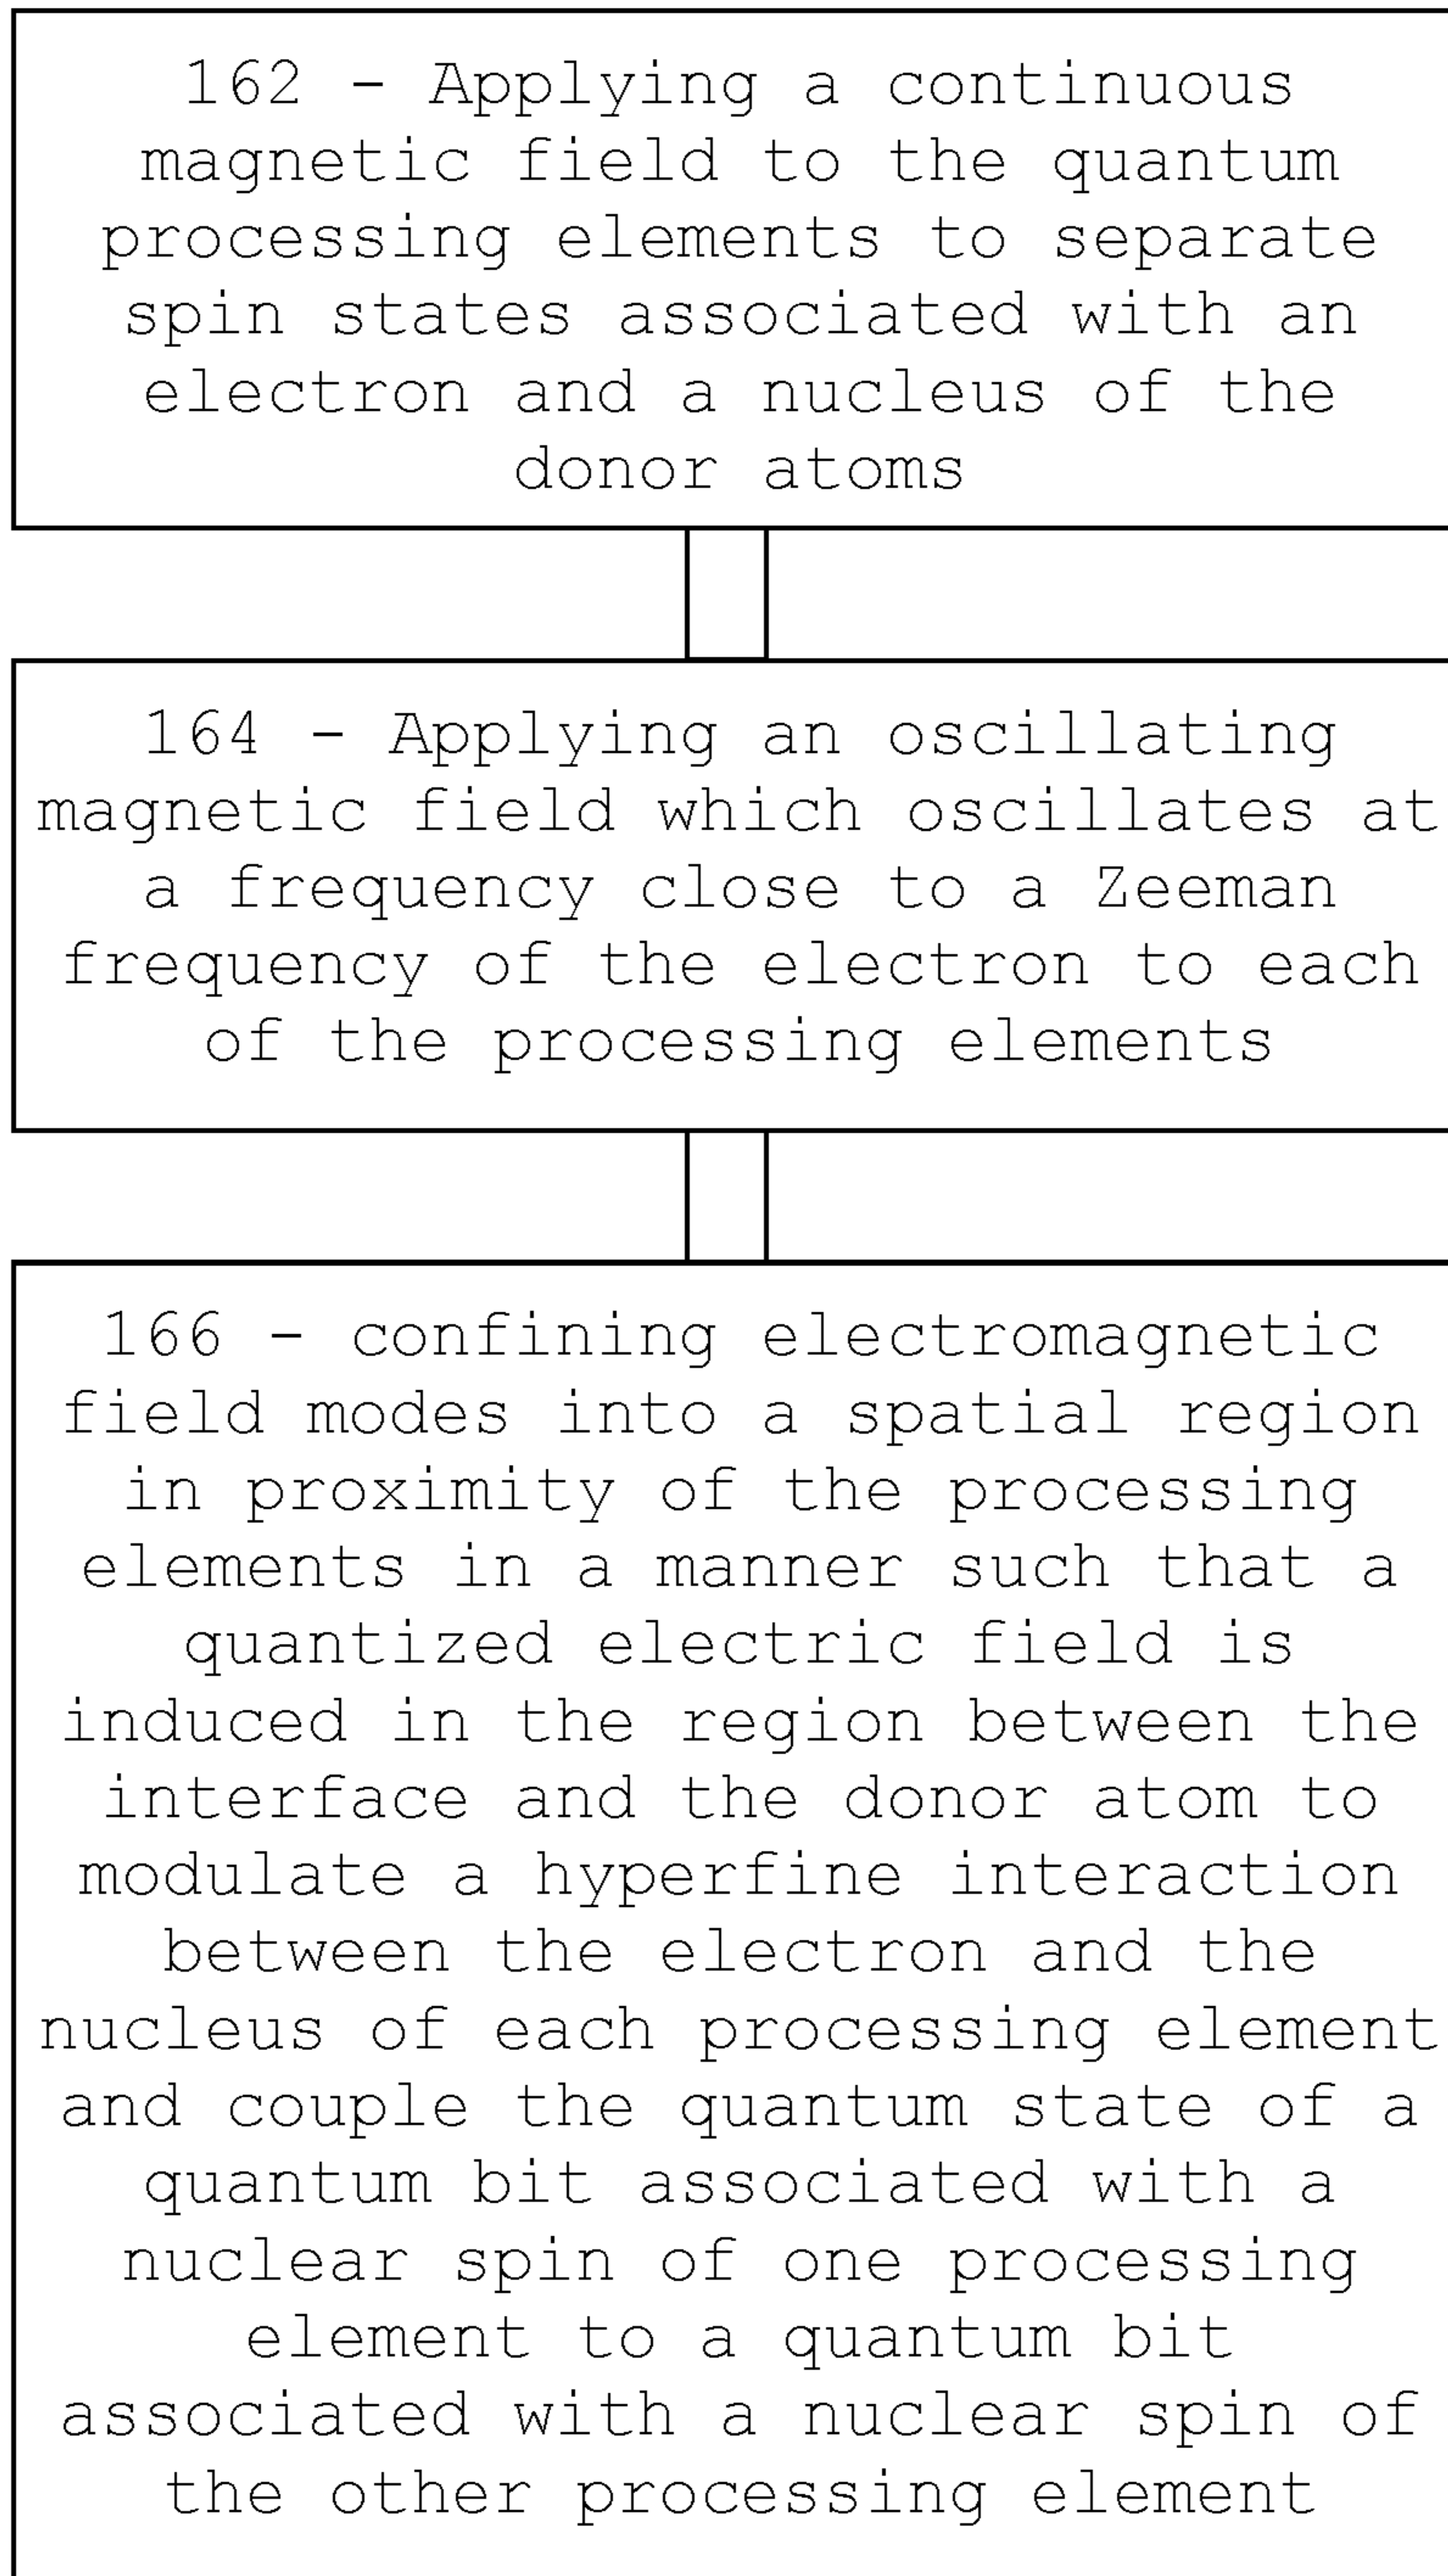 162 - Applying a continuous
magnetic field to the quantum
processing elements to separate
spin states associated with an
electron and a nucleus of the
donor atoms
164 - Applying an oscillating
magnetic field which oscillates at
a frequency close to a Zeeman
frequency of the electron to each
of the processing elements
166 - confining electromagnetic
field modes into a spatial region
in proximity of the processing
elements in a manner such that a
quantized electric field is
induced in the region between the
interface and the donor atom to
modulate a hyperfine interaction
between the electron and the
nucleus of each processing element
and couple the quantum state of a
quantum bit associated with a
nuclear spin of one processing
element to a quantum bit
associated with a nuclear spin of
the other processing element